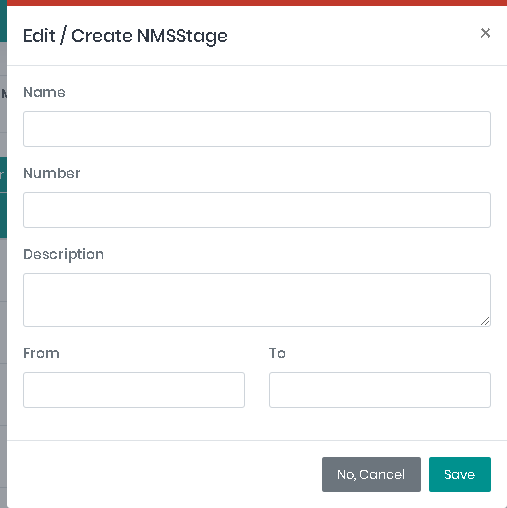 Edit / Create NMSStage
×
Name
Number
Description
From To
No, Cancel Save